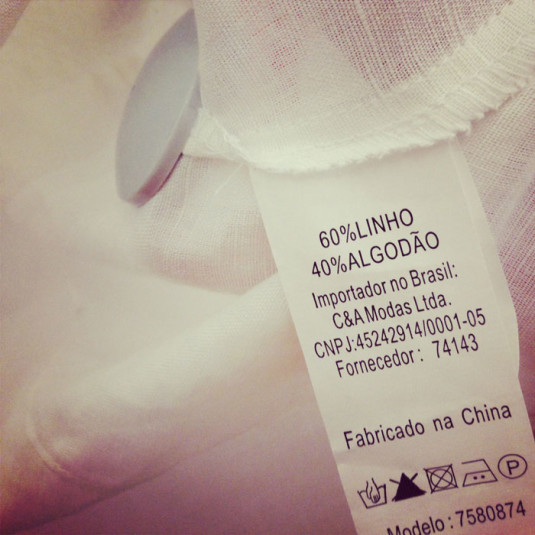 60%LINHO
40%ALGODÃO
Importador no Brasil:
C&A Modas Ltda.
CNPJ:45242914/0001-05
Fornecedor: 74143
Fabricado na China
P
Modelo:7580874